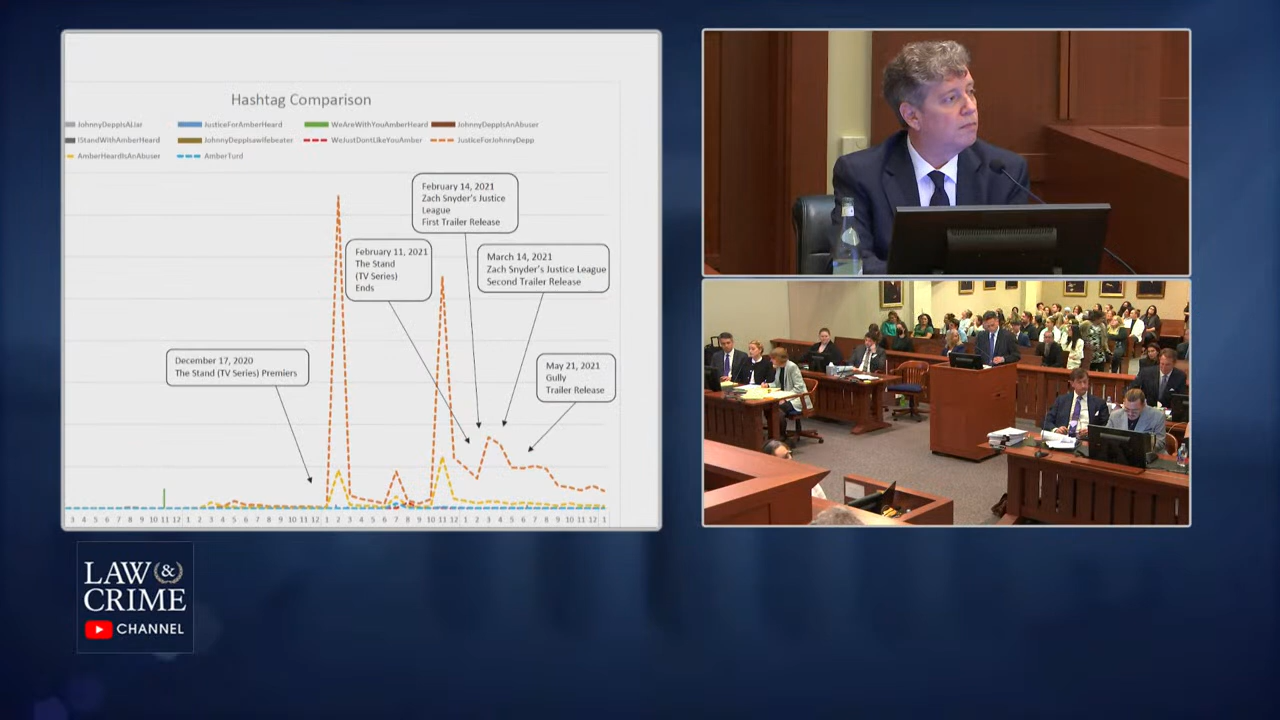 Hashtag Comparison
JohnnyDeppIsALiar JusticeForAmberHeard WeAreWithYouAmberHeard JohnnyDeppIsAnAbuser
IStandWithAmberHeard JohnnyDeppIsawifebeater WeJustDontLikeYouAmber JusticeForJohnnyDepp
AmberHeardIsAnAbuser AmberTurd
February 14, 2021
Zach Snyder's Justice
League
First Trailer Release
February 11, 2021
The Stand
(TV Series)
Ends
March 14, 2021
Zach Snyder's Justice League
Second Trailer Release
December 17, 2020
The Stand (TV Series) Premiers
May 21, 2021
Gully
Trailer Release
3 4 5 6 7 8 9 10 11 12 1 2 3 4 5 6 7 8 9 10 11 12 1 2 3 4 5 6 7 8 9 10 11 12 1 2 3 4 5 6 7 8 9 10 11 12 1
LAW &
CRIME
CHANNEL